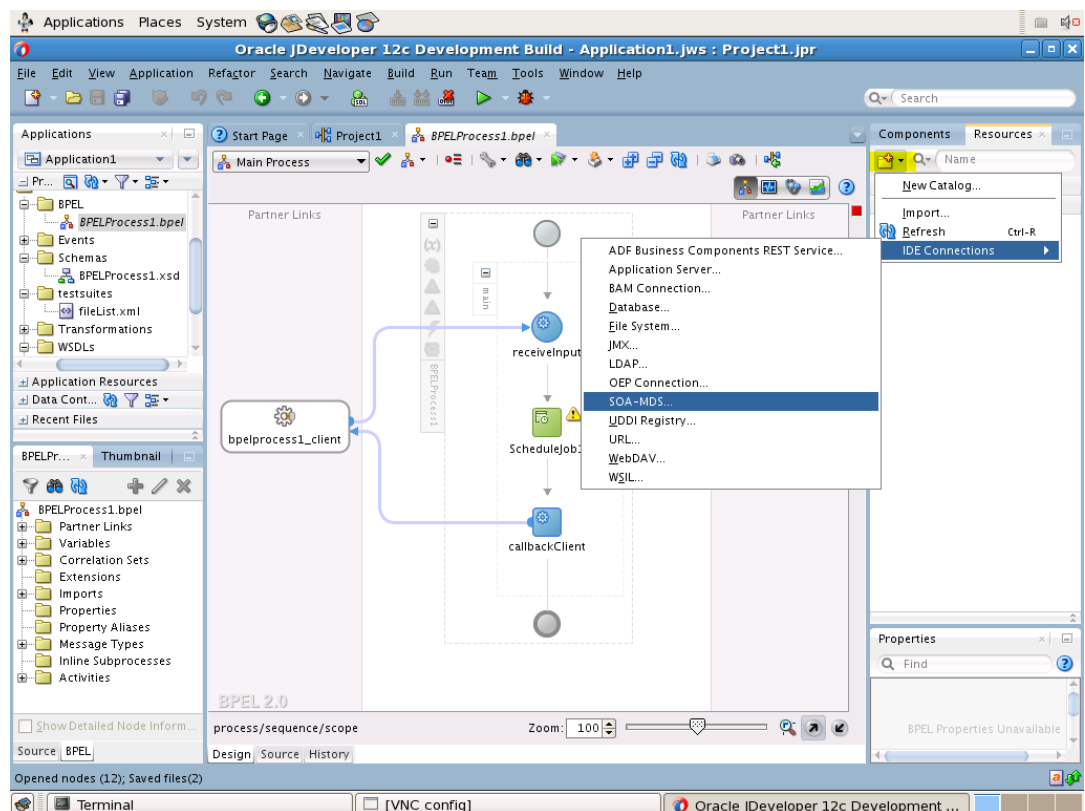 Applications Places System
Oracle JDeveloper 12c Development Build - Application1.jws : Project1.jpr
File Edit View Application Refactor Search Navigate Build Run Team Tools Window Help
Search
Applications
Application1
Pr...
BPEL
BPELProcess1.bpel
Events
Schemas
BPELProcess1.xsd
testsuites
fileList.xml
Transformations
WSDLs
Application Resources
Data Cont...
Recent Files
BPELPr...
Thumbnail
BPELProcess1.bpel
Partner Links
Variables
Correlation Sets
Extensions
Imports
Properties
Property Aliases
Message Types
Inline Subprocesses
Activities
Show Detailed Node Inform...
Source BPEL
Start Page
Project1
BPELProcess1.bpel
Main Process
Partner Links
Partner Links
(x)
main
BPELProcess1
receiveInput
bpelprocess1_client
ScheduleJob1
callbackClient
BPEL 2.0
process/sequence/scope
Zoom: 100
Design Source History
ADF Business Components REST Service...
Application Server...
BAM Connection...
Database...
File System...
JMX...
LDAP...
OEP Connection...
SOA-MDS...
UDDI Registry...
URL...
WebDAV...
WSIL...
Components
Resources
Name
New Catalog...
Import...
Refresh Ctrl-R
IDE Connections
Properties
Find
BPEL Properties Unavailable
Opened nodes (12); Saved files(2)
Terminal
[VNC config]
Oracle JDeveloper 12c Development ...